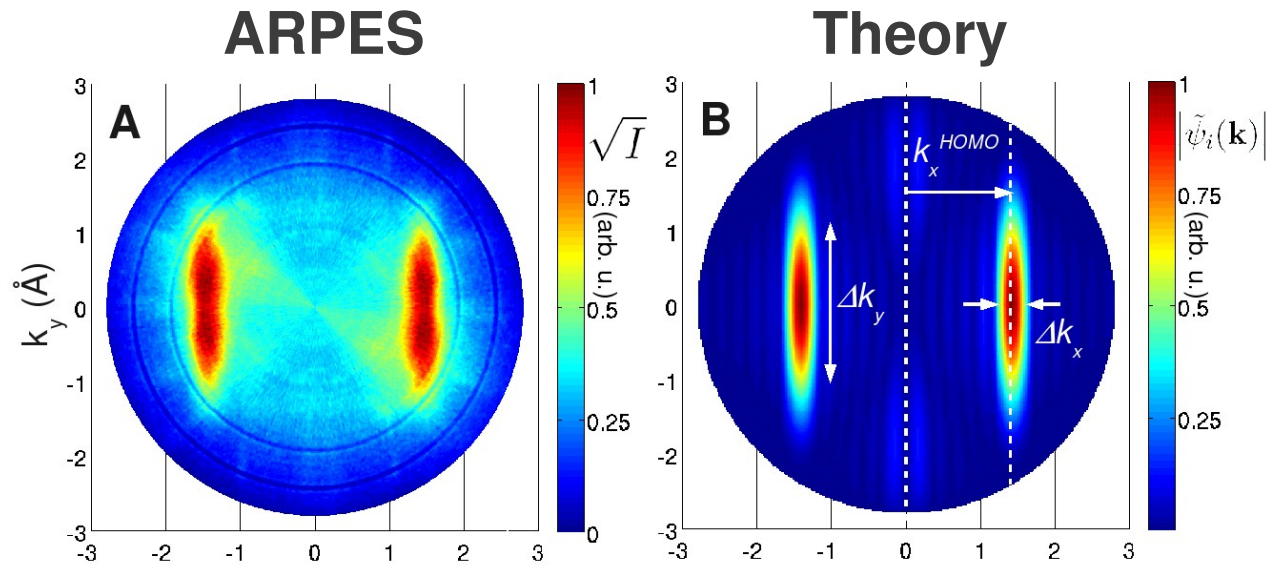 ARPES
Theory
A
3
2
1
0
-1
-2
-3
k_y (Å)
-3 -2 -1 0 1 2 3
1
0.75
0.5
0.25
0
√I
(arb. u.)
B
k_x^HOMO
Δk_y
Δk_x
3
2
1
0
-1
-2
-3
-3 -2 -1 0 1 2 3
1
|ψ̃_i(k)|
0.75
0.5
0.25
(arb. u.)